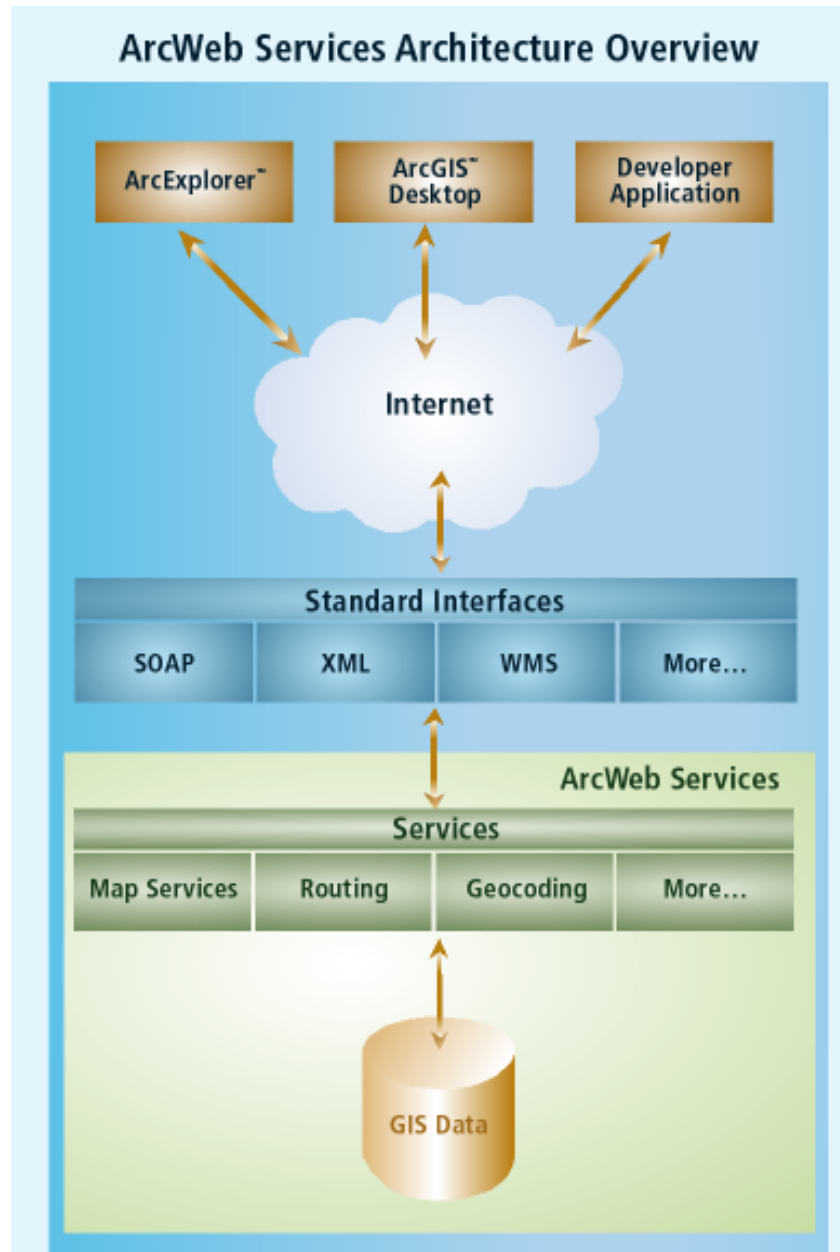 ArcWeb Services Architecture Overview
ArcExplorer™
ArcGIS™
Desktop
Developer
Application
Internet
Standard Interfaces
SOAP
XML
WMS
More...
ArcWeb Services
Services
Map Services
Routing
Geocoding
More...
GIS Data